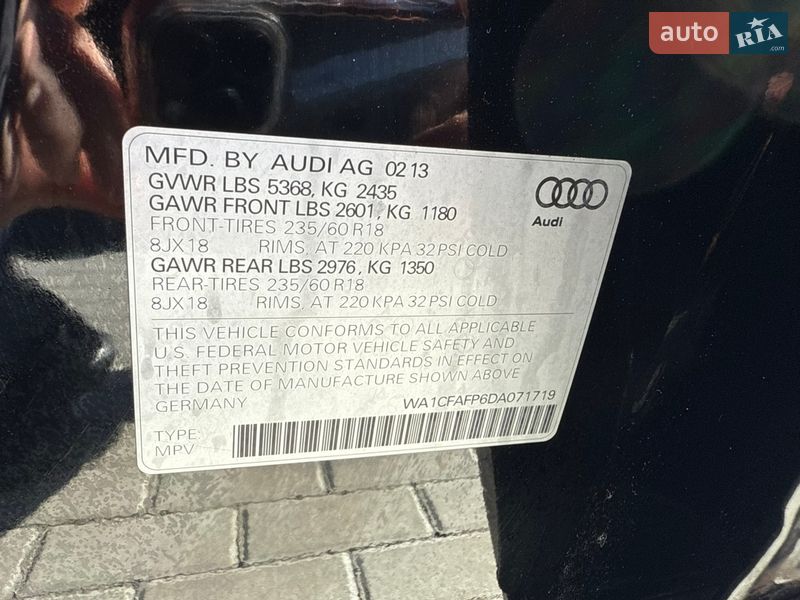 auto RIA.com
MFD. BY AUDI AG 02 13
GVWR LBS 5368, KG 2435
GAWR FRONT LBS 2601, KG 1180
FRONT-TIRES 235/60 R18
8JX18 RIMS, AT 220 KPA 32 PSI COLD
GAWR REAR LBS 2976, KG 1350
REAR-TIRES 235/60 R18
8JX18 RIMS, AT 220 KPA 32 PSI COLD
Audi
THIS VEHICLE CONFORMS TO ALL APPLICABLE
U.S. FEDERAL MOTOR VEHICLE SAFETY AND
THEFT PREVENTION STANDARDS IN EFFECT ON
THE DATE OF MANUFACTURE SHOWN ABOVE
GERMANY WA1CFAFP6DA071719
TYPE:
MPV